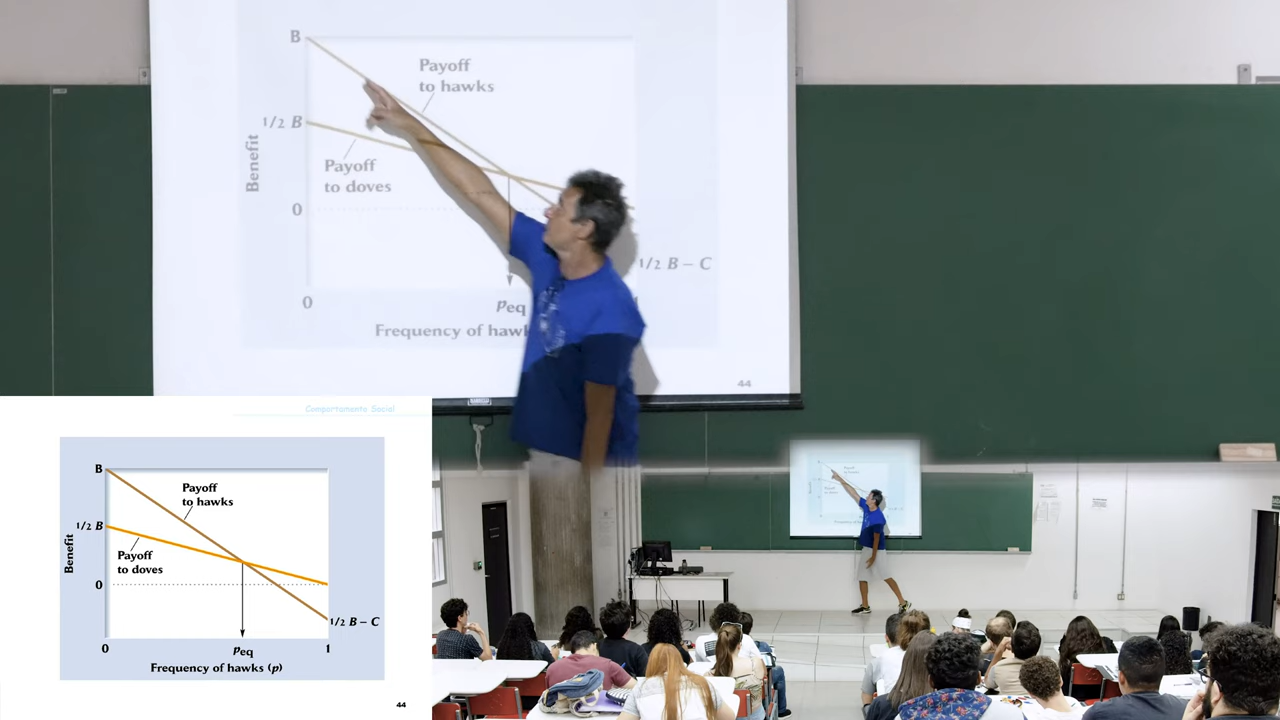 B
Payoff
to hawks
1/2 B
Payoff
to doves
Benefit
0
1/2 B – C
0
peq
Frequency of hawk
44
Comportamento Social
B
Payoff
to hawks
1/2 B
Payoff
to doves
Benefit
0
1/2 B – C
0
peq
1
Frequency of hawks (p)
44